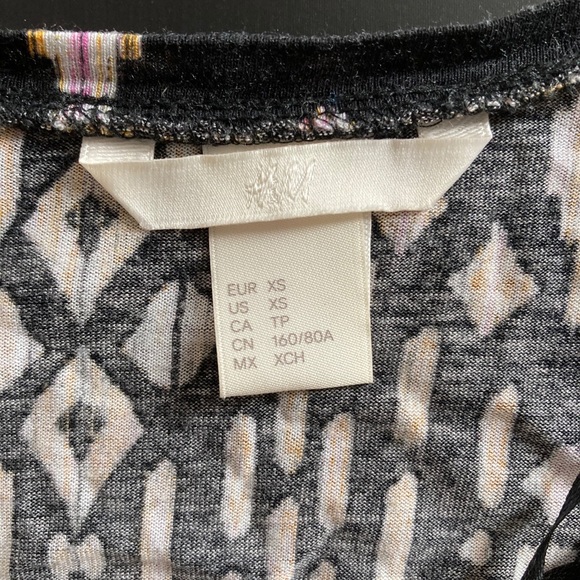 H&M
EUR XS
US XS
CA TP
CN 160/80A
MX XCH